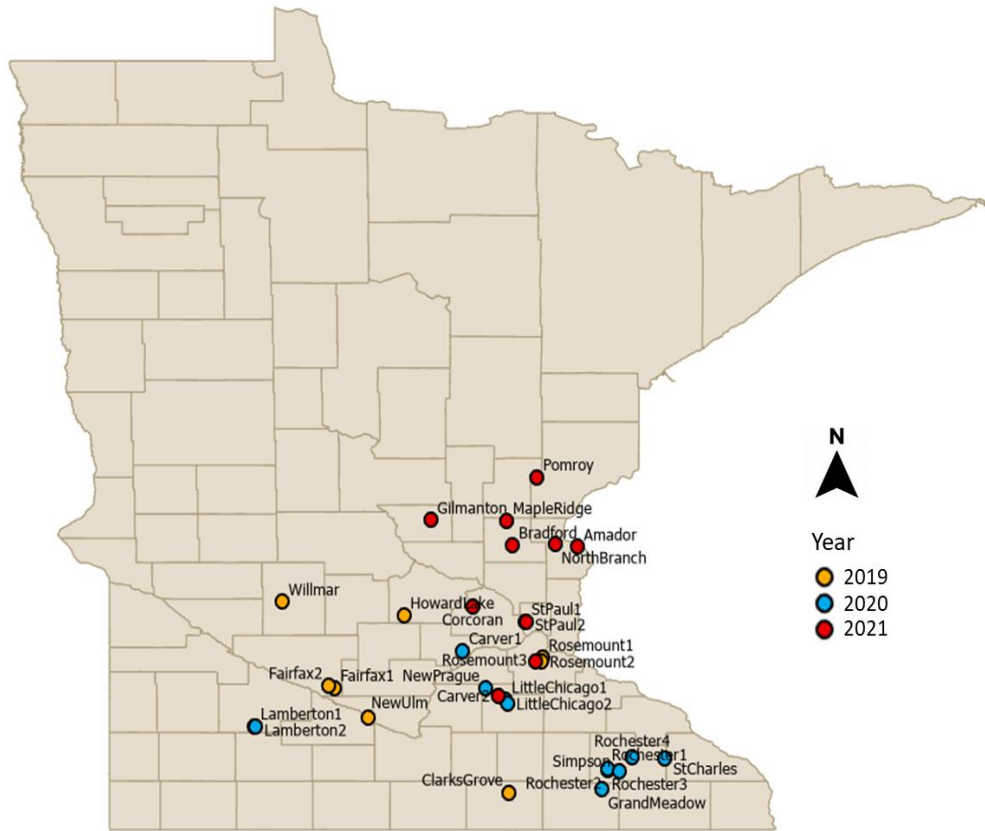 Pomroy
N
Gilmanton
MapleRidge
Bradford
Amador
NorthBranch
Year
2019
2020
2021
Willmar
HowardLake
Corcoran
StPaul1
StPaul2
Carver1
Rosemount1
Rosemount3
Rosemount2
Fairfax2
Fairfax1
NewPrague
LittleChicago1
Carver2
LittleChicago2
NewUlm
Lamberton1
Lamberton2
Rochester4
Rochester1
Simpson
StCharles
ClarksGrove
Rochester2
Rochester3
GrandMeadow